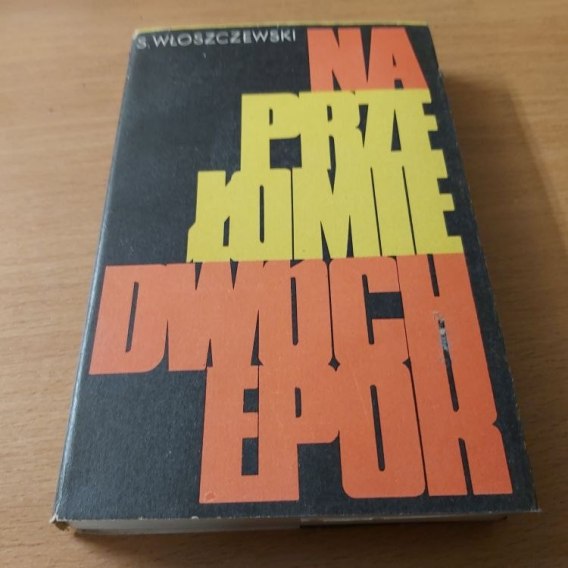 S. WŁOSZCZEWSKI
NA
PRZE
ŁOMIE
DWÓCH
EPOK